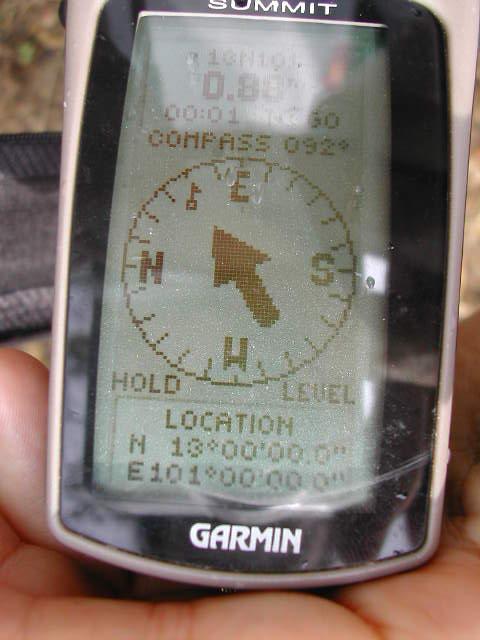 SUMMIT
COMPASS 092°
E
N
S
W
HOLD LEVEL
LOCATION
N 13°00'00.0"
E101°00'00.0"
GARMIN